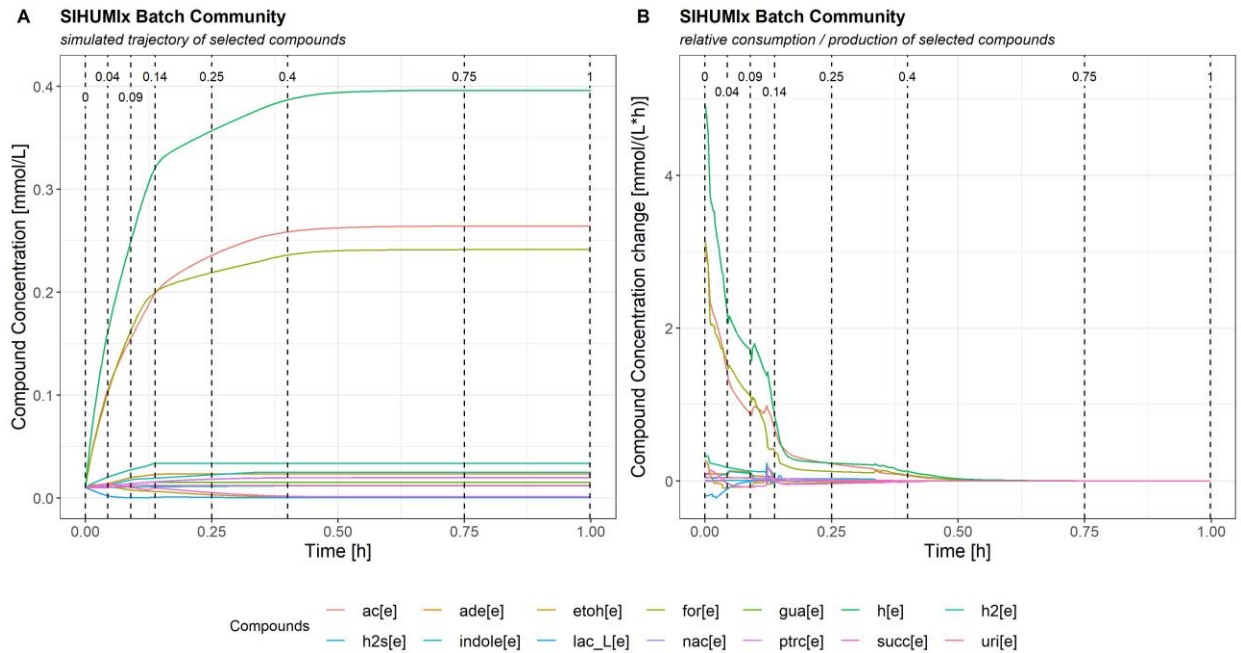 A
SIHUMIx Batch Community
simulated trajectory of selected compounds
0 0.04 0.09 0.14 0.25 0.4 0.75 1
Compound Concentration [mmol/L]
0.4
0.3
0.2
0.1
0.0
0.00 0.25 0.50 0.75 1.00
Time [h]
B
SIHUMIx Batch Community
relative consumption / production of selected compounds
0 0.04 0.09 0.14 0.25 0.4 0.75 1
Compound Concentration change [mmol/(L*h)]
4
2
0
0.00 0.25 0.50 0.75 1.00
Time [h]
Compounds
ac[e] ade[e] etoh[e] for[e] gua[e] h[e] h2[e]
h2s[e] indole[e] lac_L[e] nac[e] ptrc[e] succ[e] uri[e]